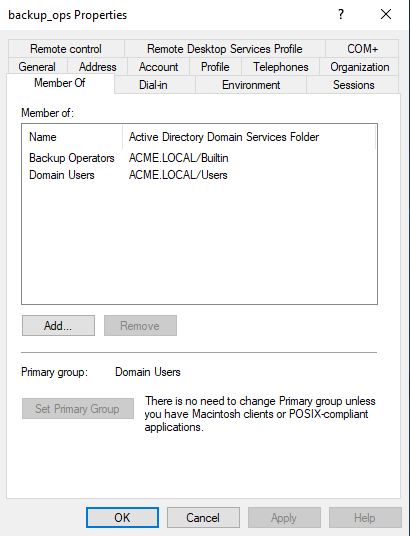 backup_ops Properties
?
Remote control
Remote Desktop Services Profile
COM+
General
Address
Account
Profile
Telephones
Organization
Member Of
Dial-in
Environment
Sessions
Member of:
Name
Active Directory Domain Services Folder
Backup Operators
ACME.LOCAL/Builtin
Domain Users
ACME.LOCAL/Users
Add...
Remove
Primary group:
Domain Users
Set Primary Group
There is no need to change Primary group unless
you have Macintosh clients or POSIX-compliant
applications.
OK
Cancel
Apply
Help